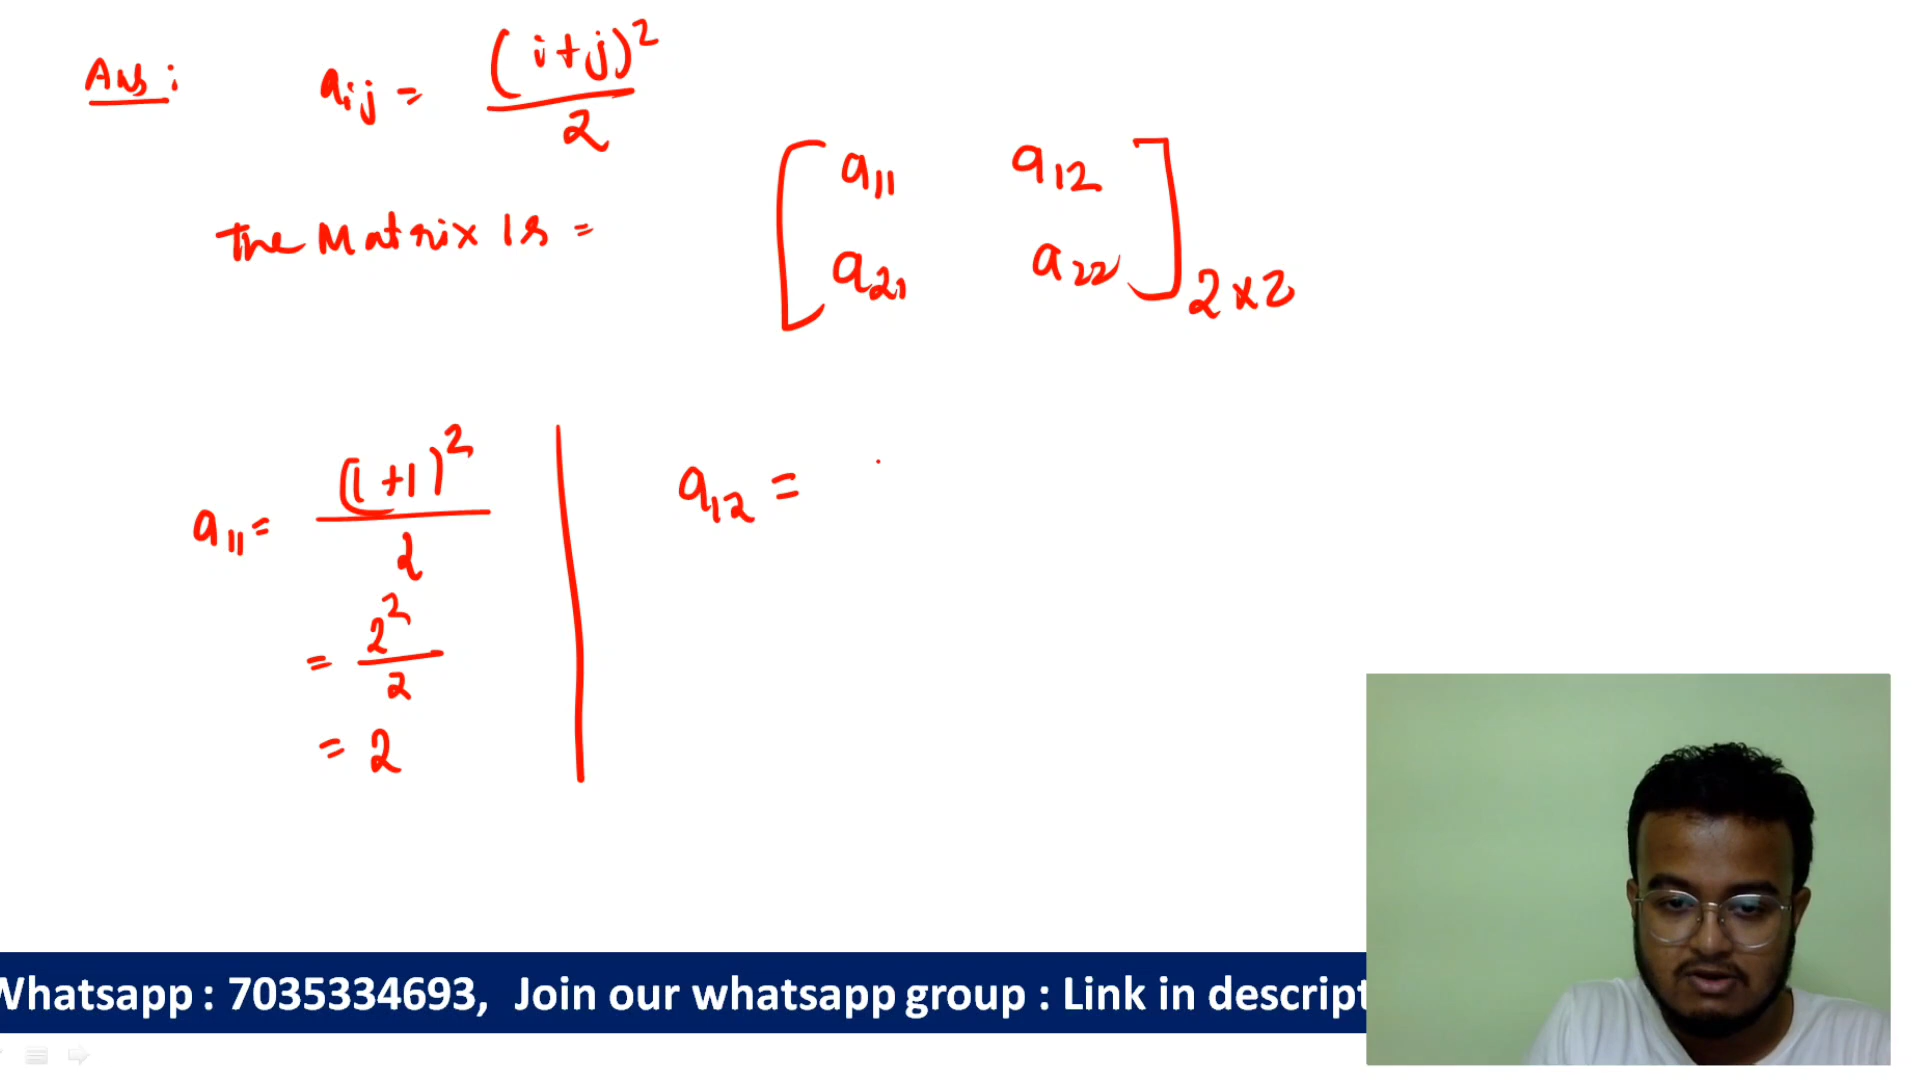 Ans : aij = (i+j)²/2
The Matrix is = [a11 a12
a21 a22] 2×2
a11 = (1+1)²/2
a12 =
= 2²/2
= 2
Whatsapp : 7035334693, Join our whatsapp group : Link in descript